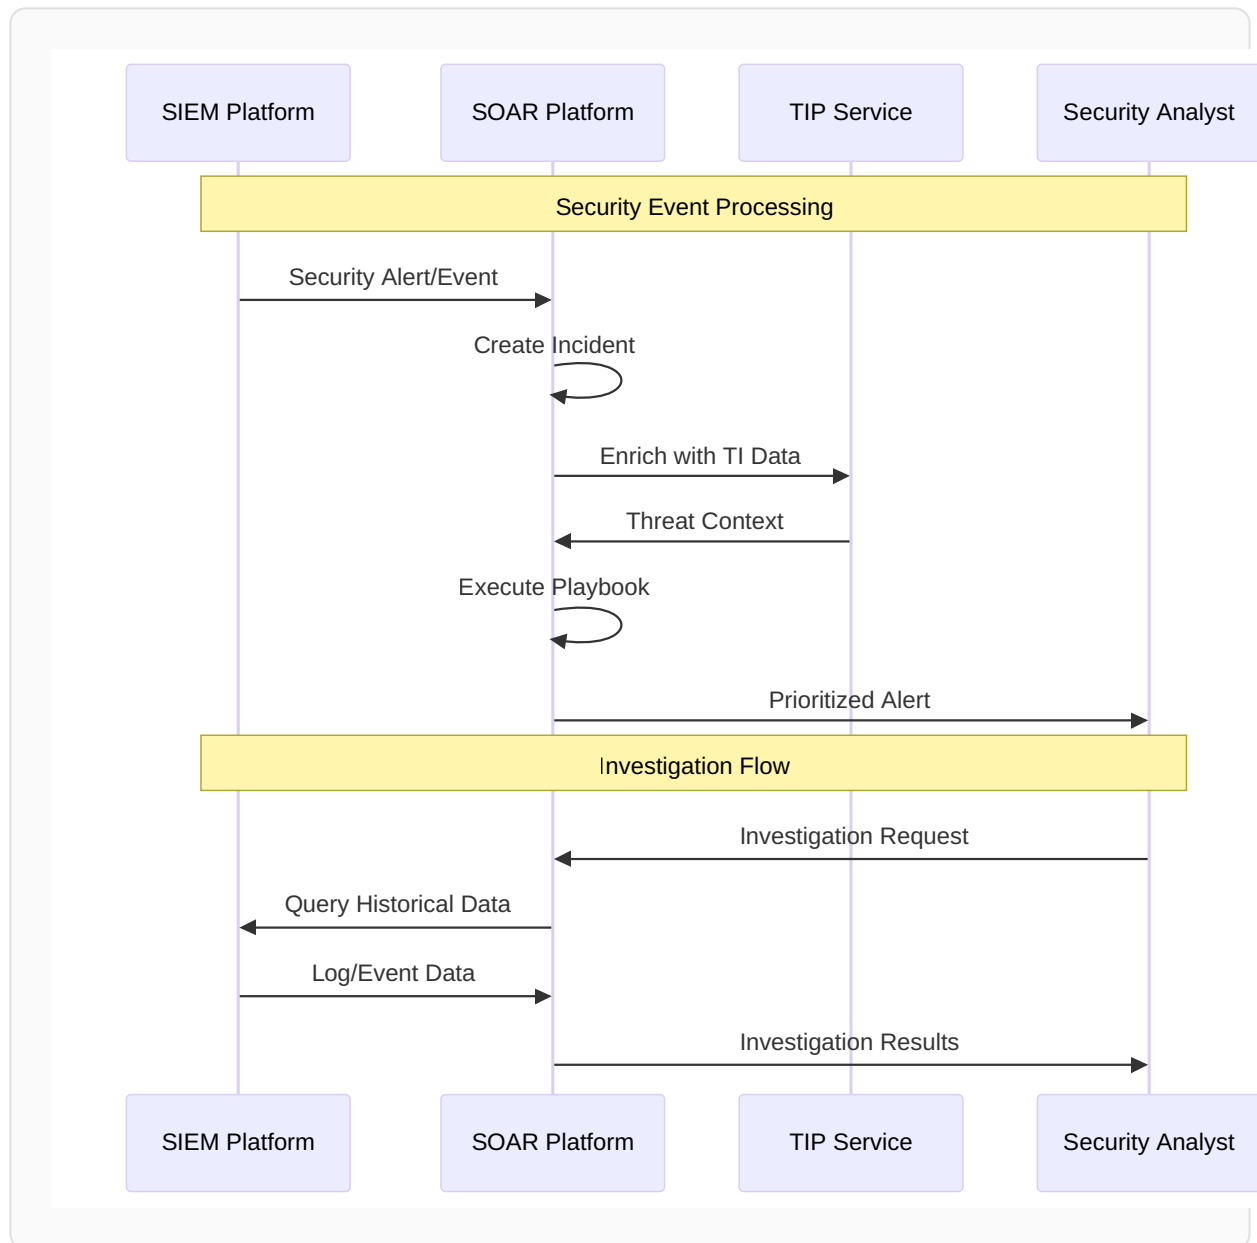 SIEM Platform
SOAR Platform
TIP Service
Security Analyst
Security Event Processing
Security Alert/Event
Create Incident
Enrich with TI Data
Threat Context
Execute Playbook
Prioritized Alert
Investigation Flow
Investigation Request
Query Historical Data
Log/Event Data
Investigation Results
SIEM Platform
SOAR Platform
TIP Service
Security Analyst